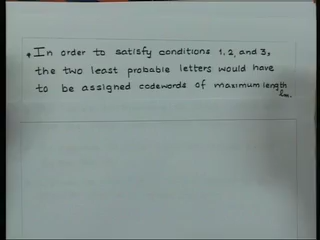 • In order to satisfy conditions 1, 2, and 3,
the two least probable letters would have
to be assigned codewords of maximum length
lm.